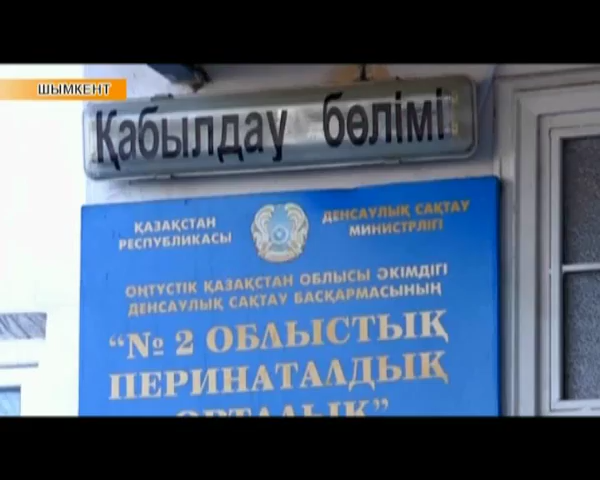 ШЫМКЕНТ
Қабылдау бөлімі
ҚАЗАҚСТАН
РЕСПУБЛИКАСЫ
ДЕНСАУЛЫҚ САҚТАУ
МИНИСТРЛІГІ
ОҢТҮСТІК ҚАЗАҚСТАН ОБЛЫСЫ ӘКІМДІГІ
ДЕНСАУЛЫҚ САҚТАУ БАСҚАРМАСЫНЫҢ
“№ 2 ОБЛЫСТЫҚ
ПЕРИНАТАЛДЫҚ
ОРТАЛЫҚ”